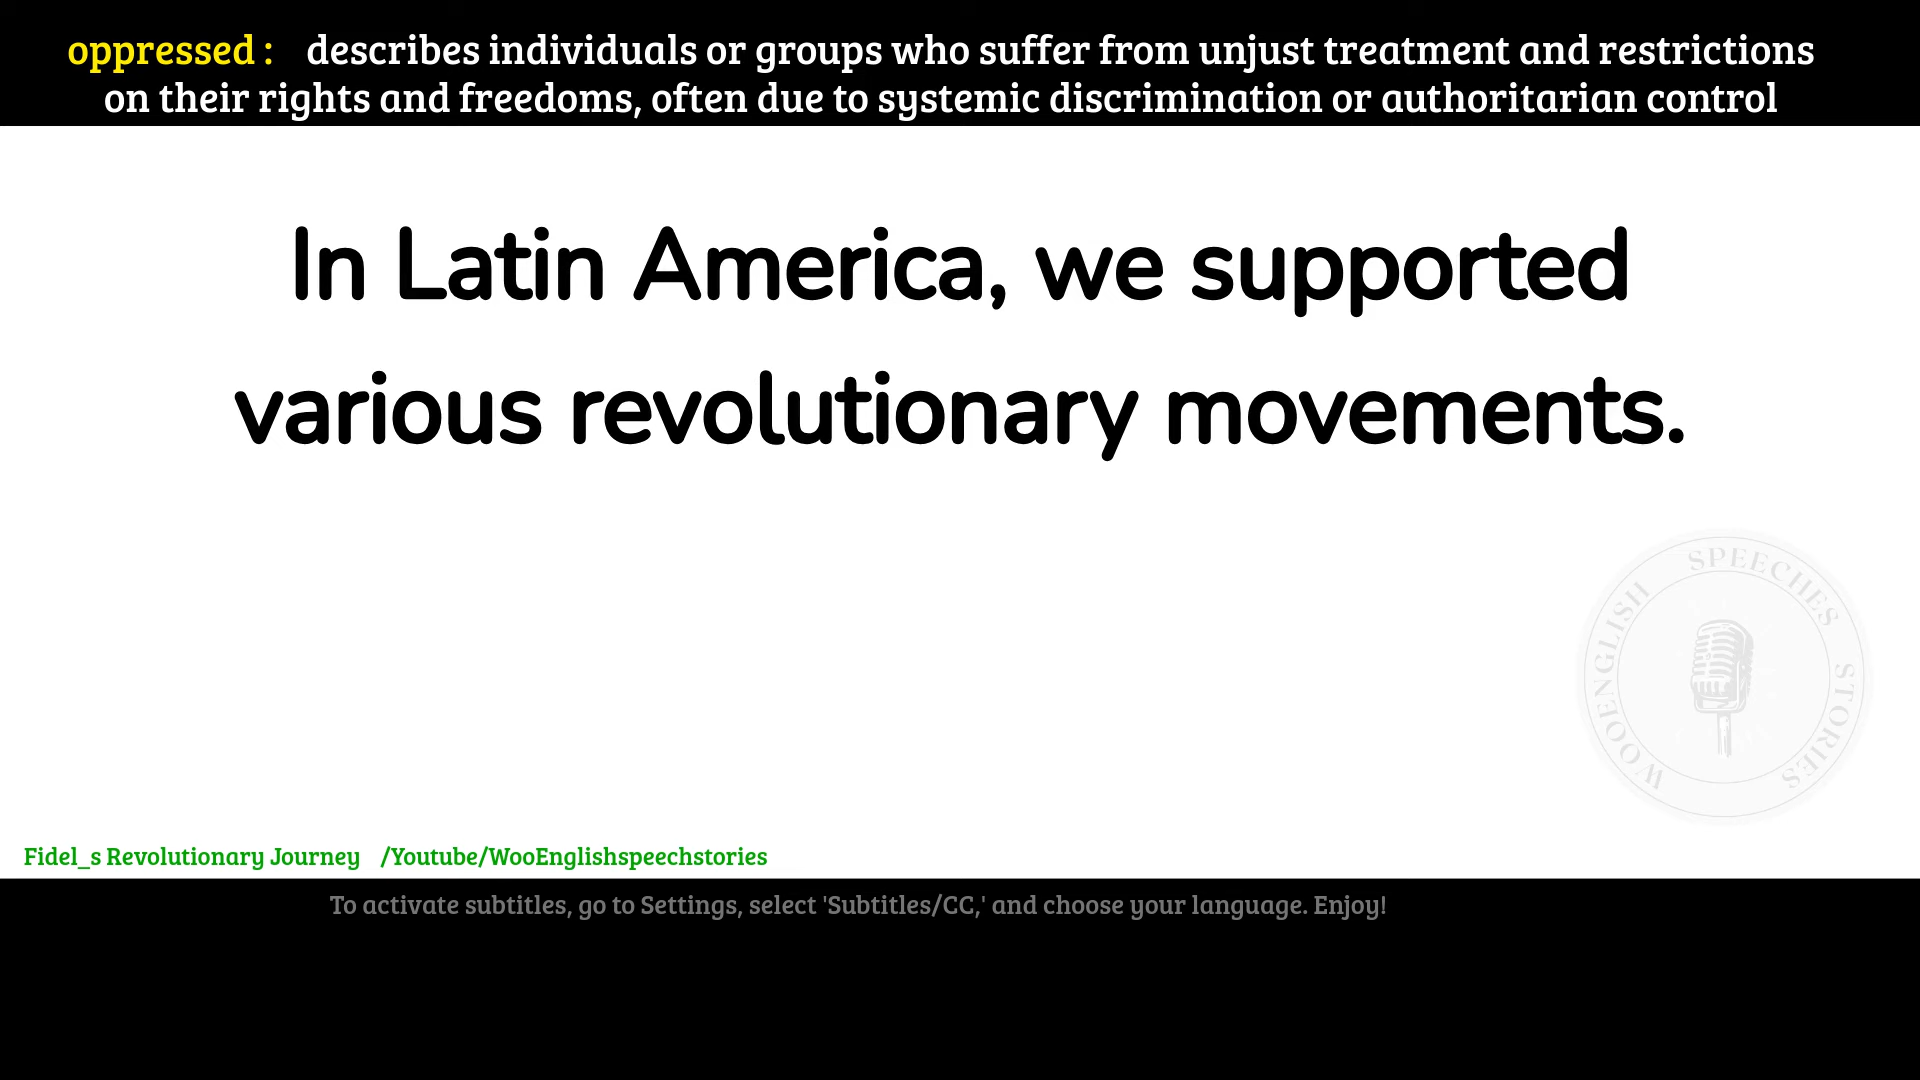 oppressed : describes individuals or groups who suffer from unjust treatment and restrictions
on their rights and freedoms, often due to systemic discrimination or authoritarian control
In Latin America, we supported
various revolutionary movements.
WOOENGLISH SPEECHES STORIES
Fidel_s Revolutionary Journey /Youtube/WooEnglishspeechstories
To activate subtitles, go to Settings, select 'Subtitles/CC,' and choose your language. Enjoy!